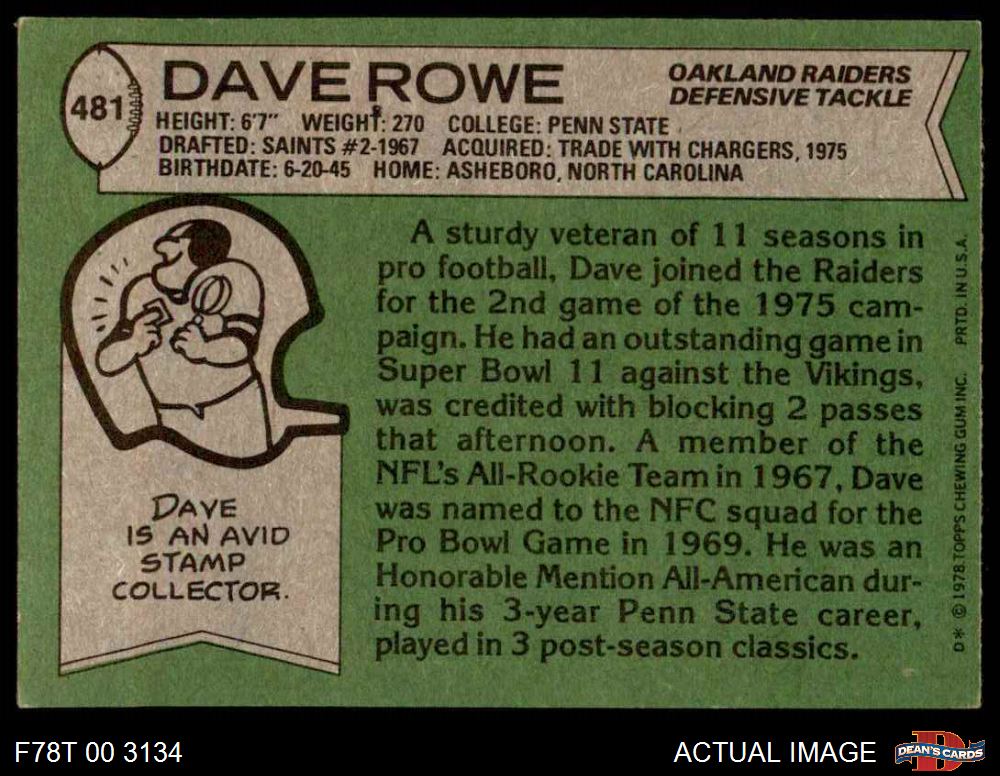 481
DAVE ROWE
OAKLAND RAIDERS
DEFENSIVE TACKLE
HEIGHT: 6'7" WEIGHT: 270 COLLEGE: PENN STATE
DRAFTED: SAINTS #2-1967 ACQUIRED: TRADE WITH CHARGERS, 1975
BIRTHDATE: 6-20-45 HOME: ASHEBORO, NORTH CAROLINA
A sturdy veteran of 11 seasons in
pro football, Dave joined the Raiders
for the 2nd game of the 1975 cam-
paign. He had an outstanding game in
Super Bowl 11 against the Vikings,
was credited with blocking 2 passes
that afternoon. A member of the
NFL's All-Rookie Team in 1967, Dave
was named to the NFC squad for the
Pro Bowl Game in 1969. He was an
Honorable Mention All-American dur-
ing his 3-year Penn State career,
played in 3 post-season classics.
DAVE
IS AN AVID
STAMP
COLLECTOR.
D* © 1978 TOPPS CHEWING GUM INC. PRTD. IN U.S.A.
F78T 00 3134
ACTUAL IMAGE
D
DEAN'S CARDS